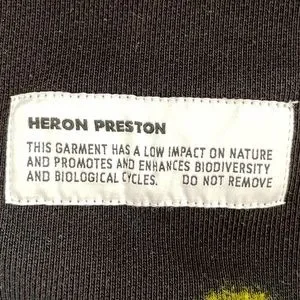 HERON PRESTON
THIS GARMENT HAS A LOW IMPACT ON NATURE
AND PROMOTES AND ENHANCES BIODIVERSITY
AND BIOLOGICAL CYCLES. DO NOT REMOVE